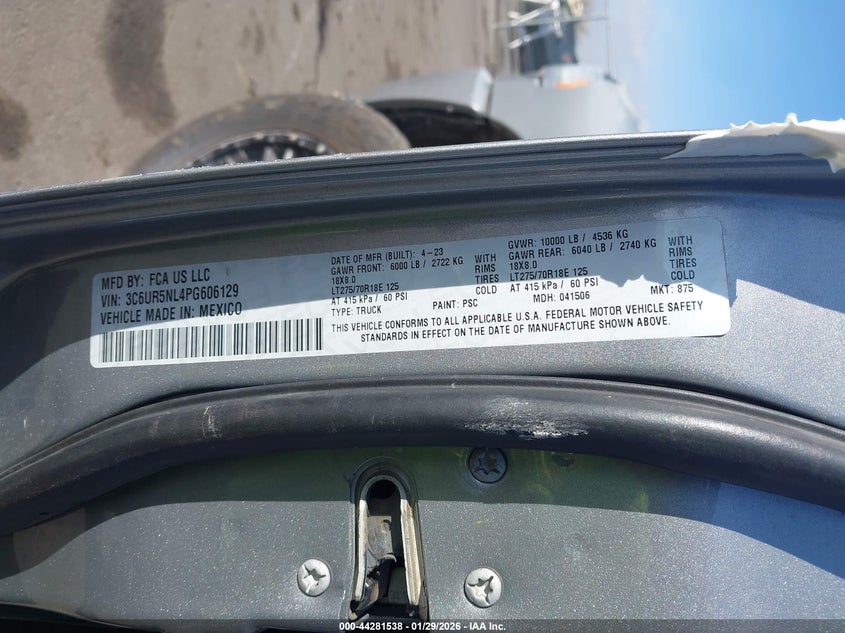 MFD BY: FCA US LLC
VIN: 3C6UR5NL4PG606129
VEHICLE MADE IN: MEXICO
DATE OF MFR (BUILT): 4-23
GAWR FRONT: 6000 LB / 2722 KG WITH
18X8.0 RIMS
LT275/70R18E 125 TIRES
AT 415 kPa / 60 PSI COLD
TYPE: TRUCK PAINT: PSC
GVWR: 10000 LB / 4536 KG
GAWR REAR: 6040 LB / 2740 KG WITH
18X8.0 RIMS
LT275/70R18E 125 TIRES
AT 415 kPa / 60 PSI COLD
MDH: 041506 MKT: 875
THIS VEHICLE CONFORMS TO ALL APPLICABLE U.S.A. FEDERAL MOTOR VEHICLE SAFETY
STANDARDS IN EFFECT ON THE DATE OF MANUFACTURE SHOWN ABOVE.
000-44281538 - 01/29/2026 - IAA Inc.